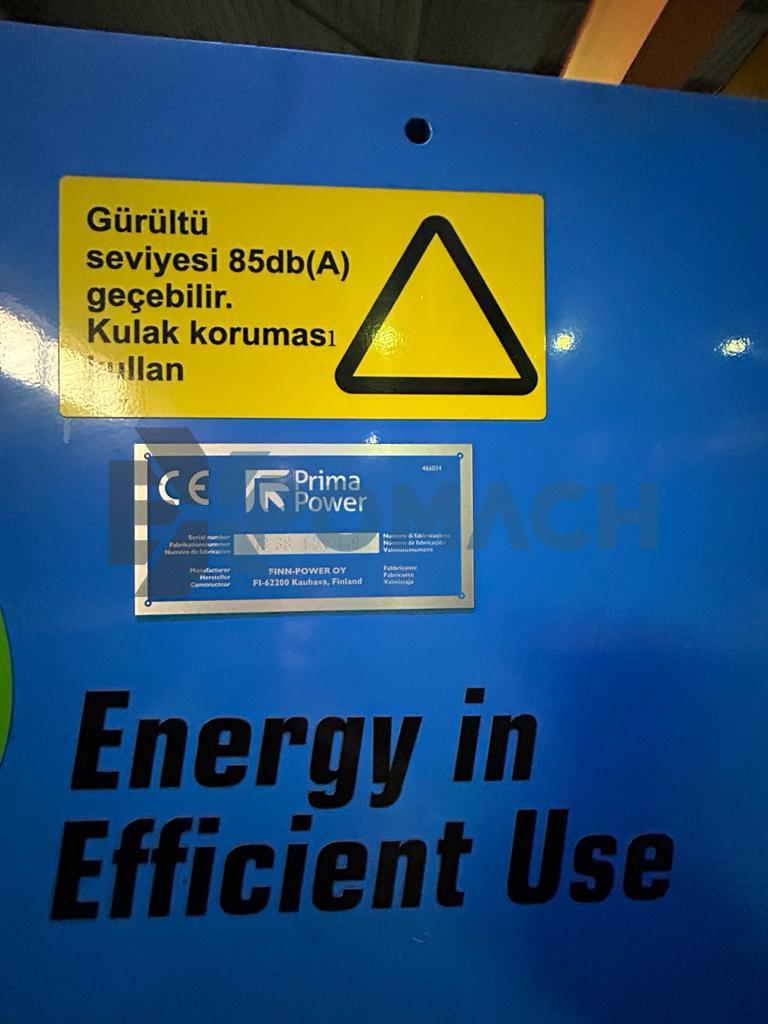 Gürültü
seviyesi 85db(A)
geçebilir.
Kulak koruması
kullan
CE
Prima
Power
466014
Serial number
Fabrikationsnummer
Numéro de fabrication
Numero di fabbricazione
Número de fabricación
Valmistusnumero
Manufacturer
Hersteller
Constructeur
FINN-POWER OY
FI-62200 Kauhava, Finland
Fabbricante
Fabricante
Valmistaja
POMACH
Energy in
Efficient Use